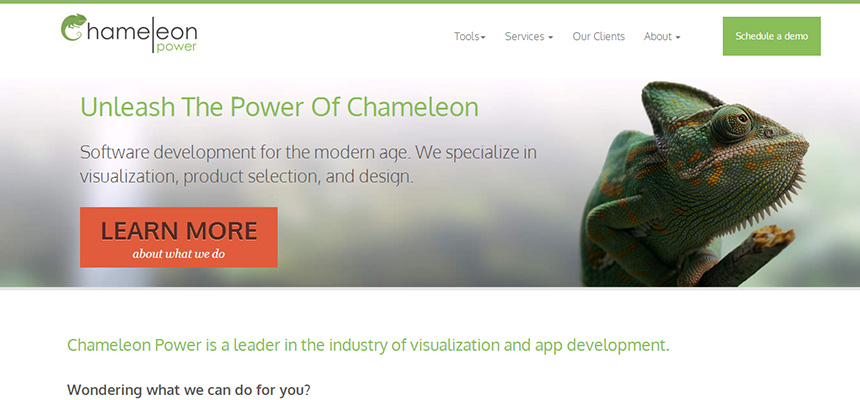 Chameleon
power
Tools
Services
Our Clients
About
Schedule a demo
Unleash The Power Of Chameleon
Software development for the modern age. We specialize in
visualization, product selection, and design.
LEARN MORE
about what we do
Chameleon Power is a leader in the industry of visualization and app development.
Wondering what we can do for you?